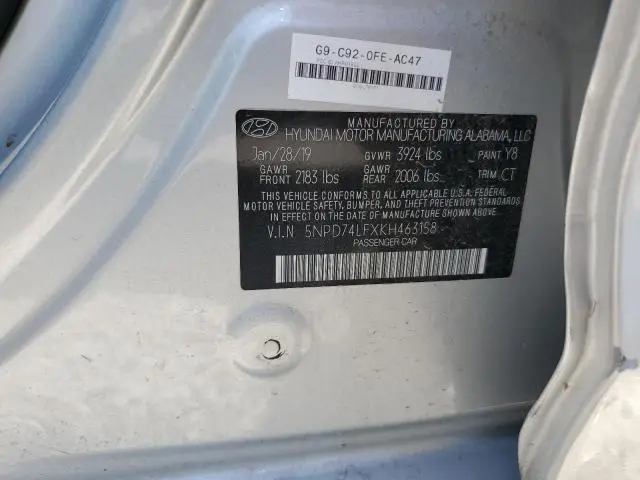 G9-C92-0FE-AC47
MANUFACTURED BY
HYUNDAI MOTOR MANUFACTURING ALABAMA, LLC
Jan/28/19 GVWR 3924 lbs PAINT Y8
GAWR FRONT 2183 lbs GAWR REAR 2006 lbs TRIM CT
THIS VEHICLE CONFORMS TO ALL APPLICABLE U.S.A. FEDERAL
MOTOR VEHICLE SAFETY, BUMPER, AND THEFT PREVENTION STANDARDS
IN EFFECT ON THE DATE OF MANUFACTURE SHOWN ABOVE.
V.I.N 5NPD74LFXKH463158
PASSENGER CAR